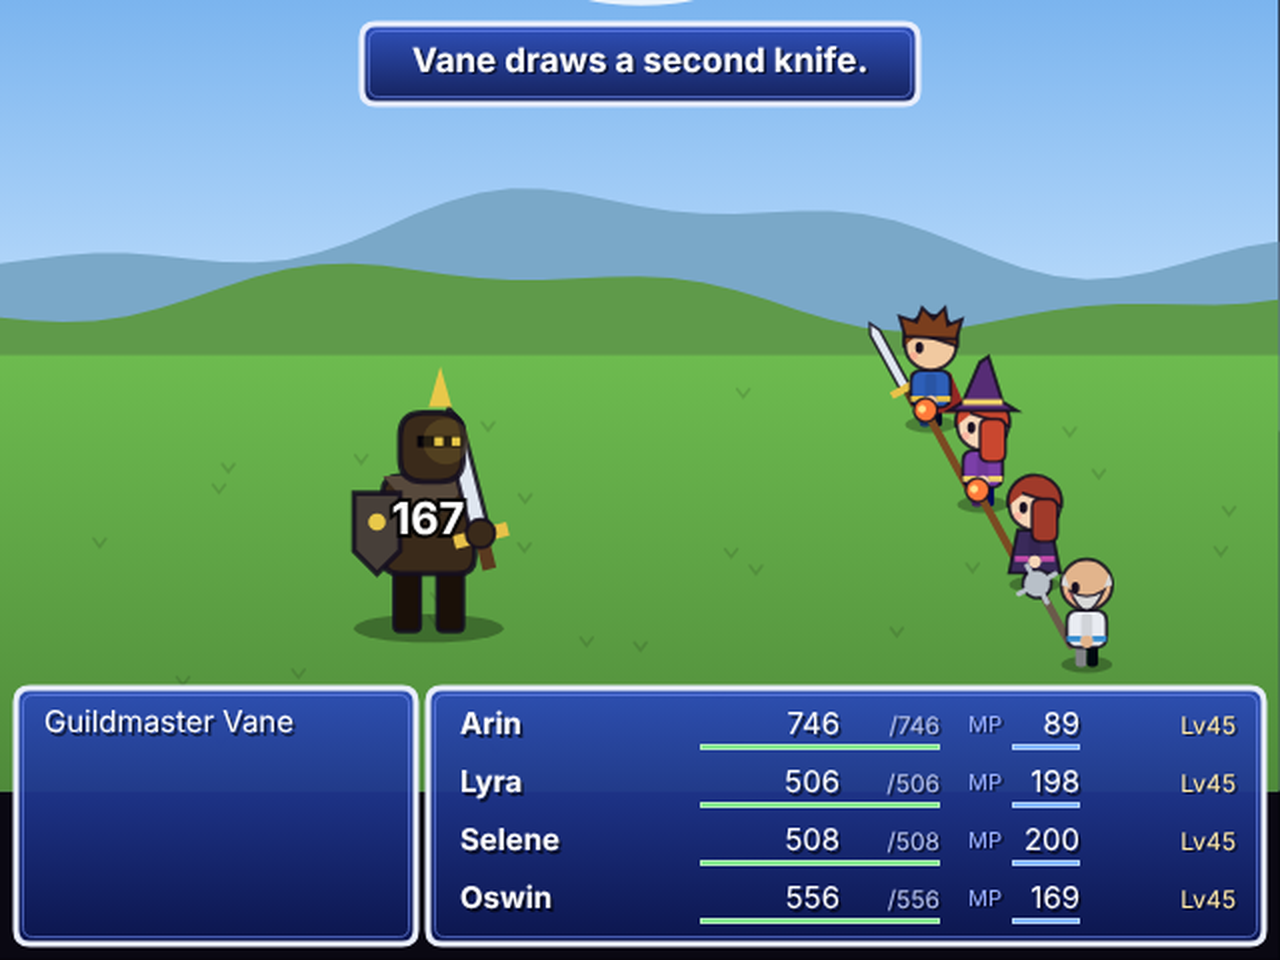 Vane draws a second knife.
167
Guildmaster Vane
Arin 746 /746 MP 89 Lv45
Lyra 506 /506 MP 198 Lv45
Selene 508 /508 MP 200 Lv45
Oswin 556 /556 MP 169 Lv45